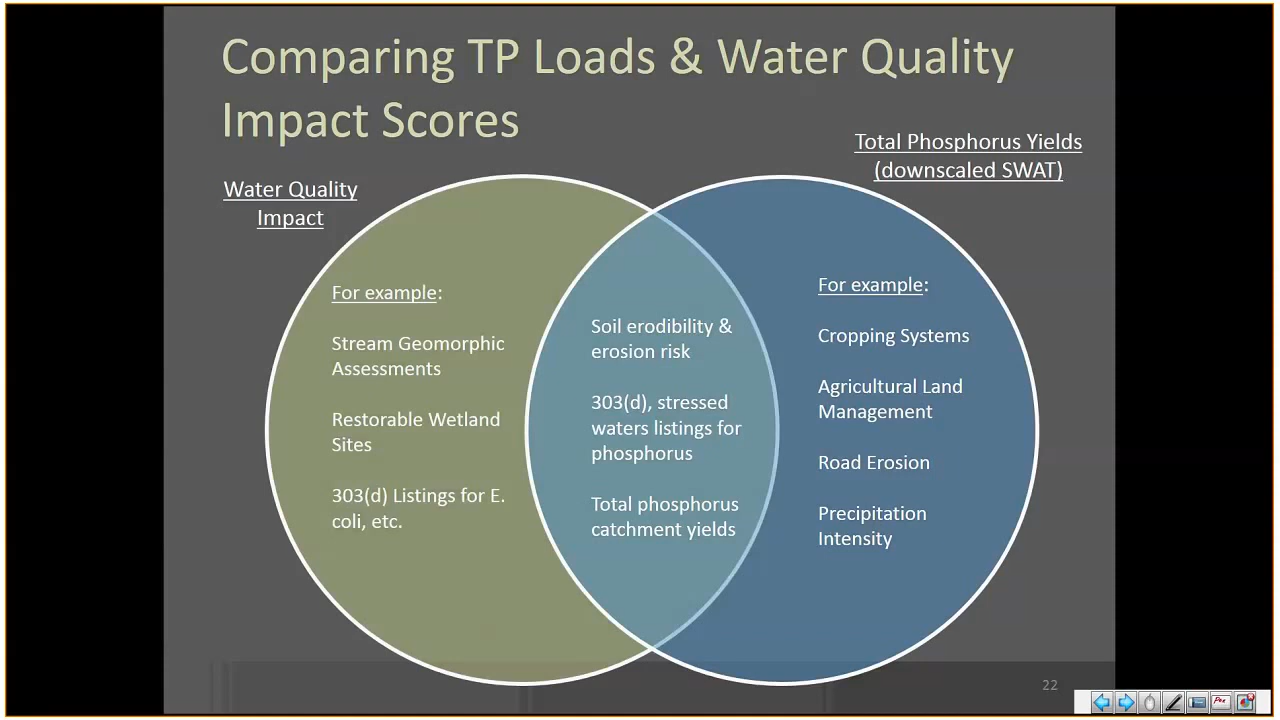 Comparing TP Loads & Water Quality
Impact Scores
Water Quality
Impact
Total Phosphorus Yields
(downscaled SWAT)
For example:
Stream Geomorphic
Assessments
Restorable Wetland
Sites
303(d) Listings for E.
coli, etc.
Soil erodibility &
erosion risk
303(d), stressed
waters listings for
phosphorus
Total phosphorus
catchment yields
For example:
Cropping Systems
Agricultural Land
Management
Road Erosion
Precipitation
Intensity
22